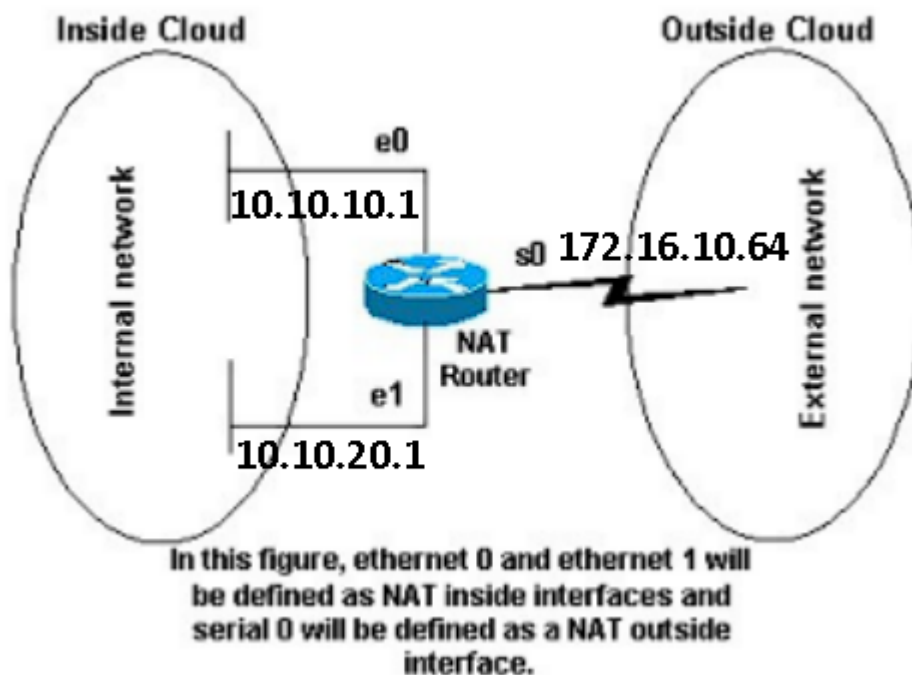 Inside Cloud
Outside Cloud
e0
10.10.10.1
Internal network
s0 172.16.10.64
NAT
Router
e1
10.10.20.1
External network
In this figure, ethernet 0 and ethernet 1 will
be defined as NAT inside interfaces and
serial 0 will be defined as a NAT outside
interface.